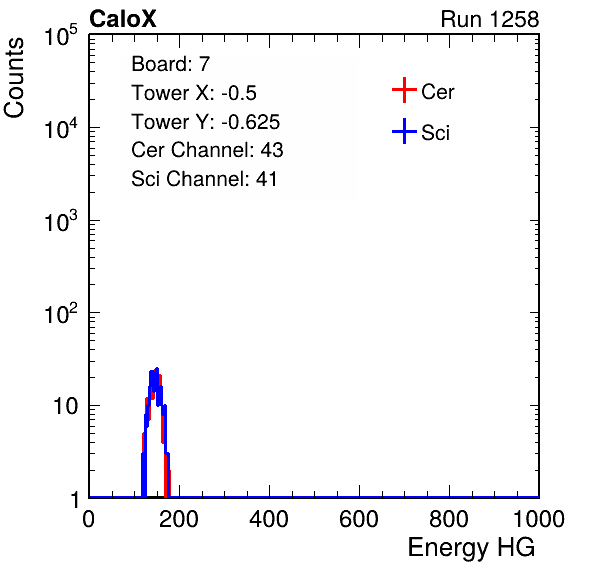 CaloX Run 1258
Counts
Board: 7
Tower X: -0.5
Tower Y: -0.625
Cer Channel: 43
Sci Channel: 41
Cer
Sci
10^5
10^4
10^3
10^2
10
1
0 200 400 600 800 1000
Energy HG